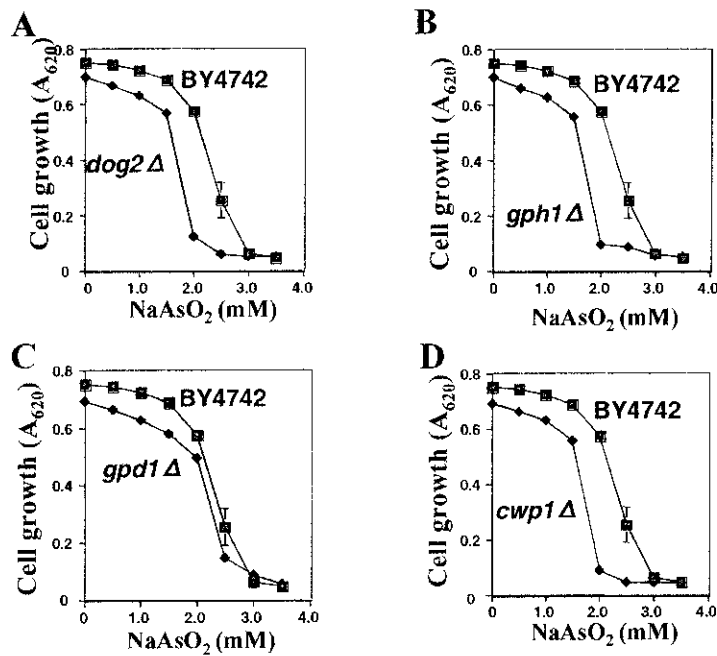 A
Cell growth (A620)
0.8
0.6
0.4
0.2
0
BY4742
dog2Δ
0 1.0 2.0 3.0 4.0
NaAsO2 (mM)
B
Cell growth (A620)
0.8
0.6
0.4
0.2
0
BY4742
gph1Δ
0 1.0 2.0 3.0 4.0
NaAsO2 (mM)
C
Cell growth (A620)
0.8
0.6
0.4
0.2
0
BY4742
gpd1Δ
0 1.0 2.0 3.0 4.0
NaAsO2 (mM)
D
Cell growth (A620)
0.8
0.6
0.4
0.2
0
BY4742
cwp1Δ
0 1.0 2.0 3.0 4.0
NaAsO2 (mM)